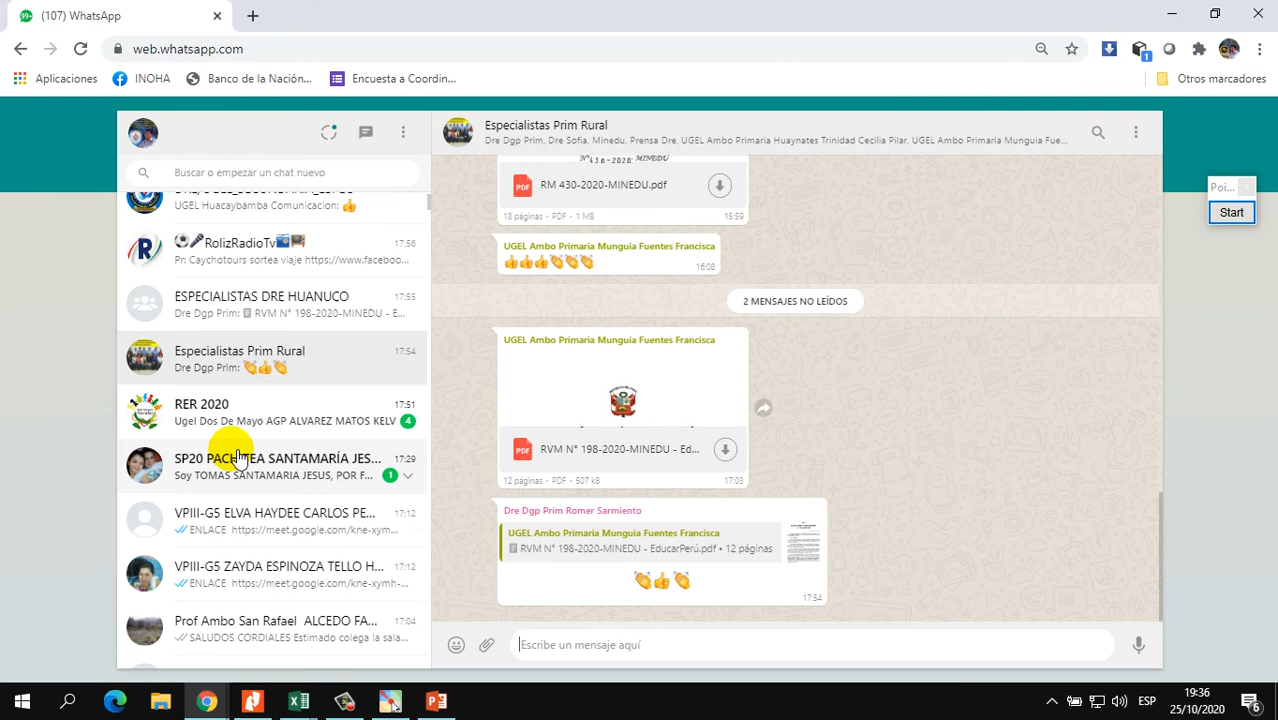 (107) WhatsApp
web.whatsapp.com
1
Aplicaciones
INOHA
Banco de la Nación...
Encuesta a Coordin...
Otros marcadores
Buscar o empezar un chat nuevo
UGEL Huacaybamba Comunicacion: 👍
⚽🎤RolizRadioTv 17:56
Pr: Caychotours sortea viaje https://www.faceboo...
ESPECIALISTAS DRE HUANUCO 17:55
Dre Dgp Prim: RVM N° 198-2020-MINEDU - E...
Especialistas Prim Rural 17:54
Dre Dgp Prim: 👏👍👏
RER 2020 17:51
Ugel Dos De Mayo AGP ALVAREZ MATOS KELV 4
SP20 PACHITEA SANTAMARÍA JES... 17:29
Soy TOMAS SANTAMARIA JESUS, POR F... 1
VPIII-G5 ELVA HAYDEE CARLOS PE... 17:12
ENLACE https://meet.google.com/kne-xym...
VPIII-G5 ZAYDA ESPINOZA TELLO H... 17:12
ENLACE https://meet.google.com/kne-xymh-...
Prof Ambo San Rafael ALCEDO FA... 17:04
SALUDOS CORDIALES Estimado colega la sala...
Especialistas Prim Rural
Dre Dgp Prim, Dre Sofia, Minedu, Prensa Dre, UGEL Ambo Primaria Huaynates Trinidad Cecilia Pilar, UGEL Ambo Primaria Munguia Fue...
N° 430-2020-MINEDU
RM 430-2020-MINEDU.pdf
18 páginas • PDF • 1 MB 15:59
UGEL Ambo Primaria Munguia Fuentes Francisca
👍👍👍👏👏👏 16:08
2 MENSAJES NO LEÍDOS
UGEL Ambo Primaria Munguia Fuentes Francisca
RVM N° 198-2020-MINEDU - Ed...
12 páginas • PDF • 507 kB 17:03
Dre Dgp Prim Romer Sarmiento
UGEL Ambo Primaria Munguia Fuentes Francisca
RVM N° 198-2020-MINEDU - EducarPerú.pdf • 12 páginas
👏👍👏
17:54
Escribe un mensaje aquí
Poi...
Start
ESP
19:36
25/10/2020
6